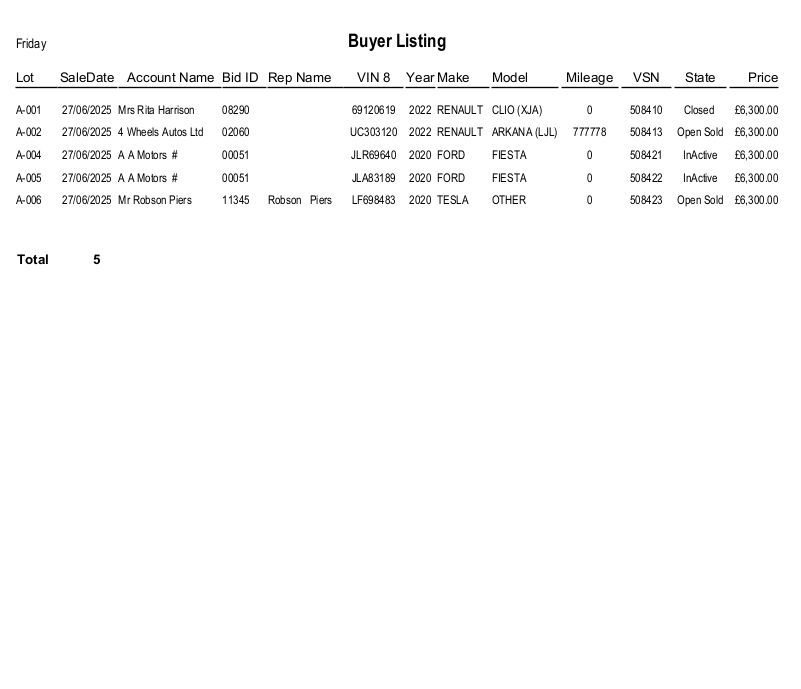 Friday
Buyer Listing
Lot SaleDate Account Name Bid ID Rep Name VIN 8 Year Make Model Mileage VSN State Price
A-001 27/06/2025 Mrs Rita Harrison 08290 69120619 2022 RENAULT CLIO (XJA) 0 508410 Closed £6,300.00
A-002 27/06/2025 4 Wheels Autos Ltd 02060 UC303120 2022 RENAULT ARKANA (LJL) 777778 508413 Open Sold £6,300.00
A-004 27/06/2025 A A Motors # 00051 JLR69640 2020 FORD FIESTA 0 508421 InActive £6,300.00
A-005 27/06/2025 A A Motors # 00051 JLA83189 2020 FORD FIESTA 0 508422 InActive £6,300.00
A-006 27/06/2025 Mr Robson Piers 11345 Robson Piers LF698483 2020 TESLA OTHER 0 508423 Open Sold £6,300.00
Total 5